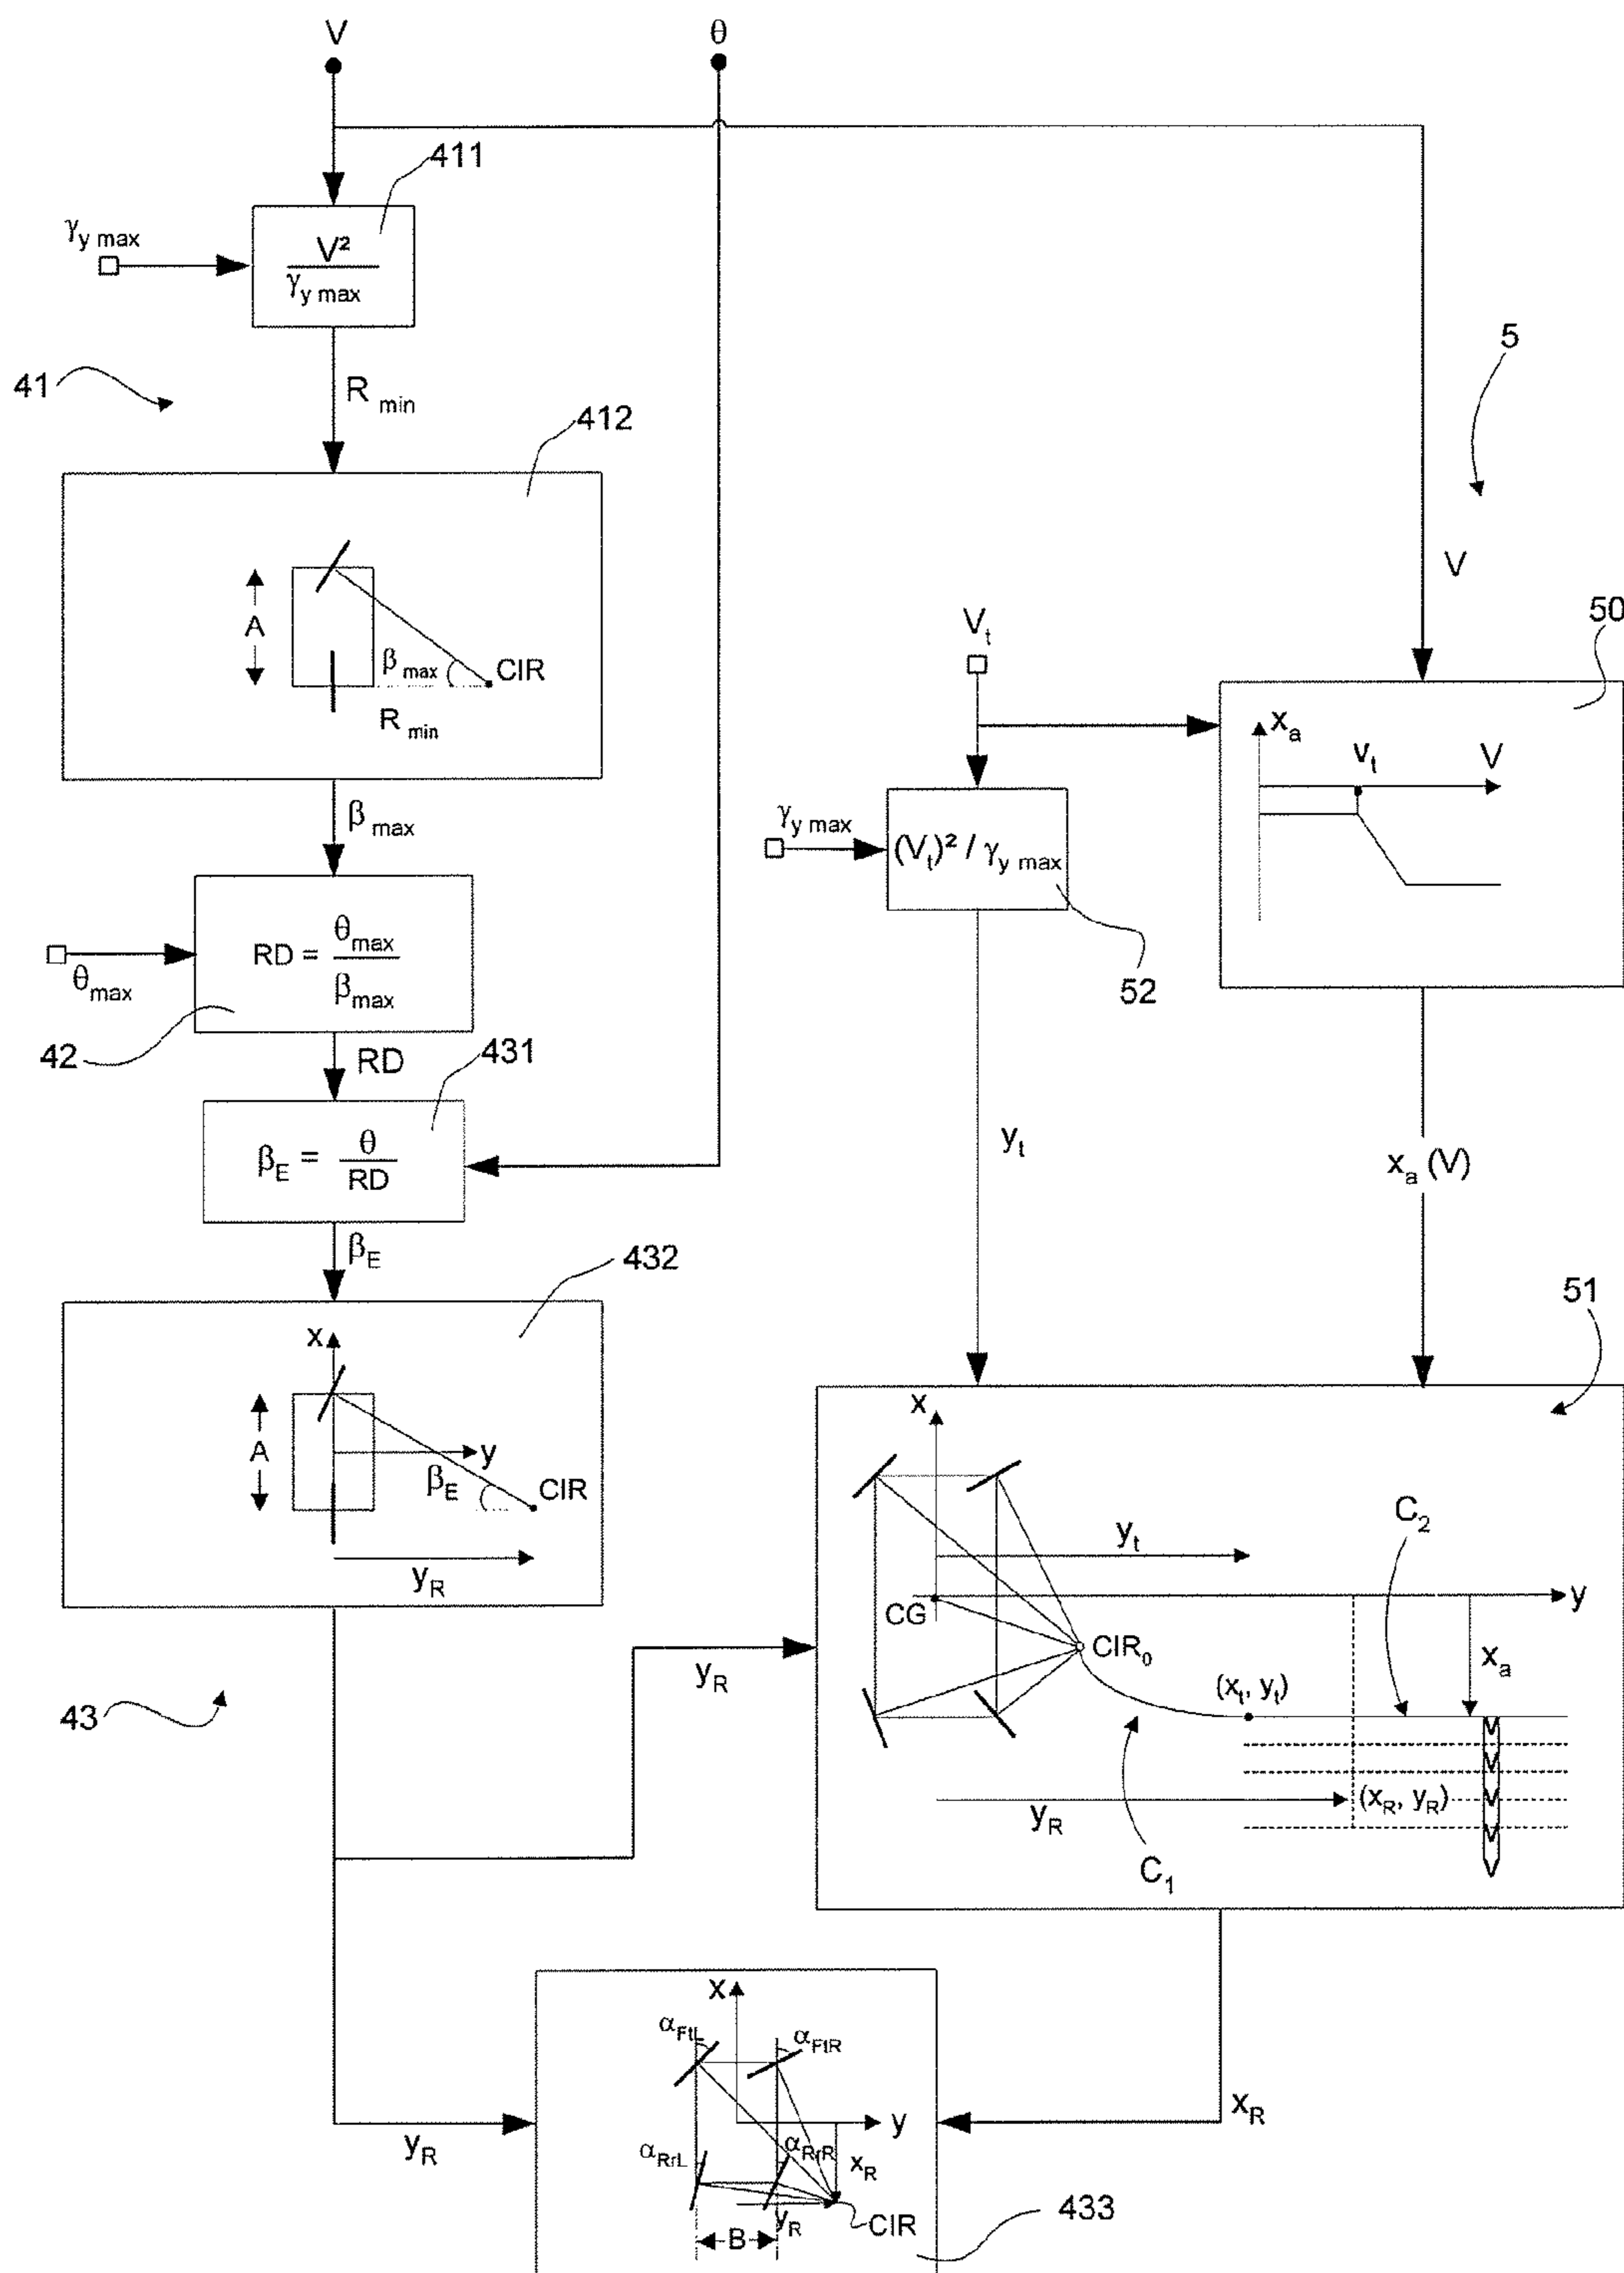 V
θ
411
γy max
V²
γy max
5
41
R min
412
V
A
βmax
CIR
R min
Vt
50
xa
vt
V
βmax
γy max
(Vt)² / γy max
RD = θmax
βmax
θmax
52
42
RD
431
yt
βE = θ
RD
xa (V)
βE
432
51
x
x
A
y
βE
CIR
C2
yt
yR
CG
y
CIR0
xa
yR
(xt, yt)
43
(xR, yR)
yR
C1
x
αFtL
αFtR
y
xR
yR
αRrL
αRrR
xR
yR
CIR
433
B